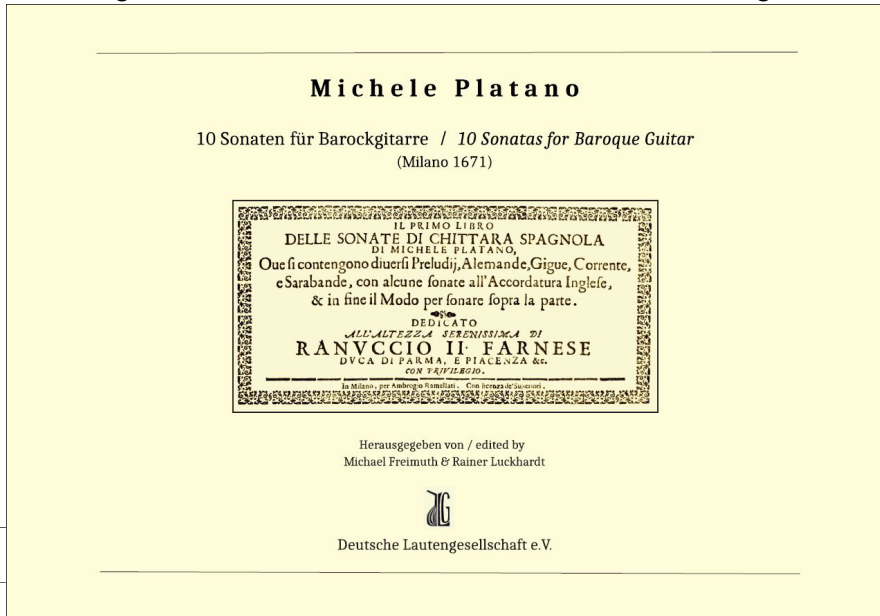 Michele Platano
10 Sonaten für Barockgitarre / 10 Sonatas for Baroque Guitar
(Milano 1671)
IL PRIMO LIBRO
DELLE SONATE DI CHITTARA SPAGNOLA
DI MICHELE PLATANO,
Oue ſi contengono diuerſi Preludij, Alemande, Gigue, Corrente,
e Sarabande, con alcune ſonate all'Accordatura Ingleſe,
& in fine il Modo per ſonare ſopra la parte.
DEDICATO
ALL'ALTEZZA SERENISSIMA DI
RANVCCIO II· FARNESE
DVCA DI PARMA, E PIACENZA &c.
CON PRIVILEGIO.
In Milano, per Ambrogio Ramellati. Con licenza de'Superiori.
Herausgegeben von / edited by
Michael Freimuth & Rainer Luckhardt
Deutsche Lautengesellschaft e.V.